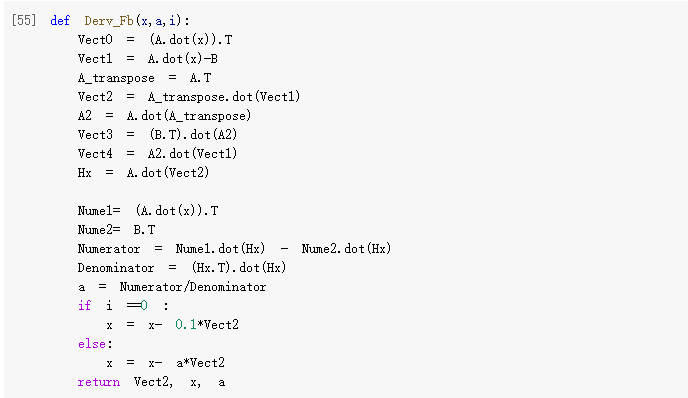 [55] def Derv_Fb(x,a,i):
Vect0 = (A.dot(x)).T
Vect1 = A.dot(x)-B
A_transpose = A.T
Vect2 = A_transpose.dot(Vect1)
A2 = A.dot(A_transpose)
Vect3 = (B.T).dot(A2)
Vect4 = A2.dot(Vect1)
Hx = A.dot(Vect2)
Nume1= (A.dot(x)).T
Nume2= B.T
Numerator = Nume1.dot(Hx) - Nume2.dot(Hx)
Denominator = (Hx.T).dot(Hx)
a = Numerator/Denominator
if i ==0 :
x = x- 0.1*Vect2
else:
x = x- a*Vect2
return Vect2, x, a